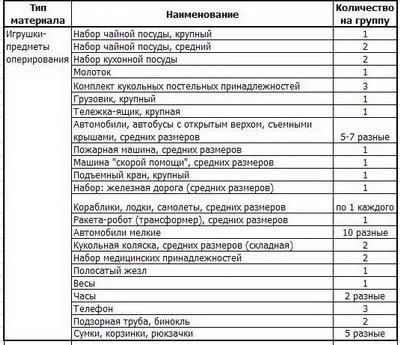 Тип
материала
Наименование
Количество
на группу
Игрушки-
предметы
оперирования
Набор чайной посуды, крупный 1
Набор чайной посуды, средний 2
Набор кухонной посуды 2
Молоток 1
Комплект кукольных постельных принадлежностей 3
Грузовик, крупный 1
Тележка-ящик, крупная 1
Автомобили, автобусы с открытым верхом, съемными
крышами, средних размеров 5-7 разные
Пожарная машина, средних размеров 1
Машина "скорой помощи", средних размеров 1
Подъемный кран, крупный 1
Набор: железная дорога (средних размеров) 1
Кораблики, лодки, самолеты, средних размеров по 1 каждого
Ракета-робот (трансформер), средних размеров 1
Автомобили мелкие 10 разные
Кукольная коляска, средних размеров (складная) 2
Набор медицинских принадлежностей 2
Полосатый жезл 1
Весы 1
Часы 2 разные
Телефон 3
Подзорная труба, бинокль 2
Сумки, корзинки, рюкзачки 5 разные